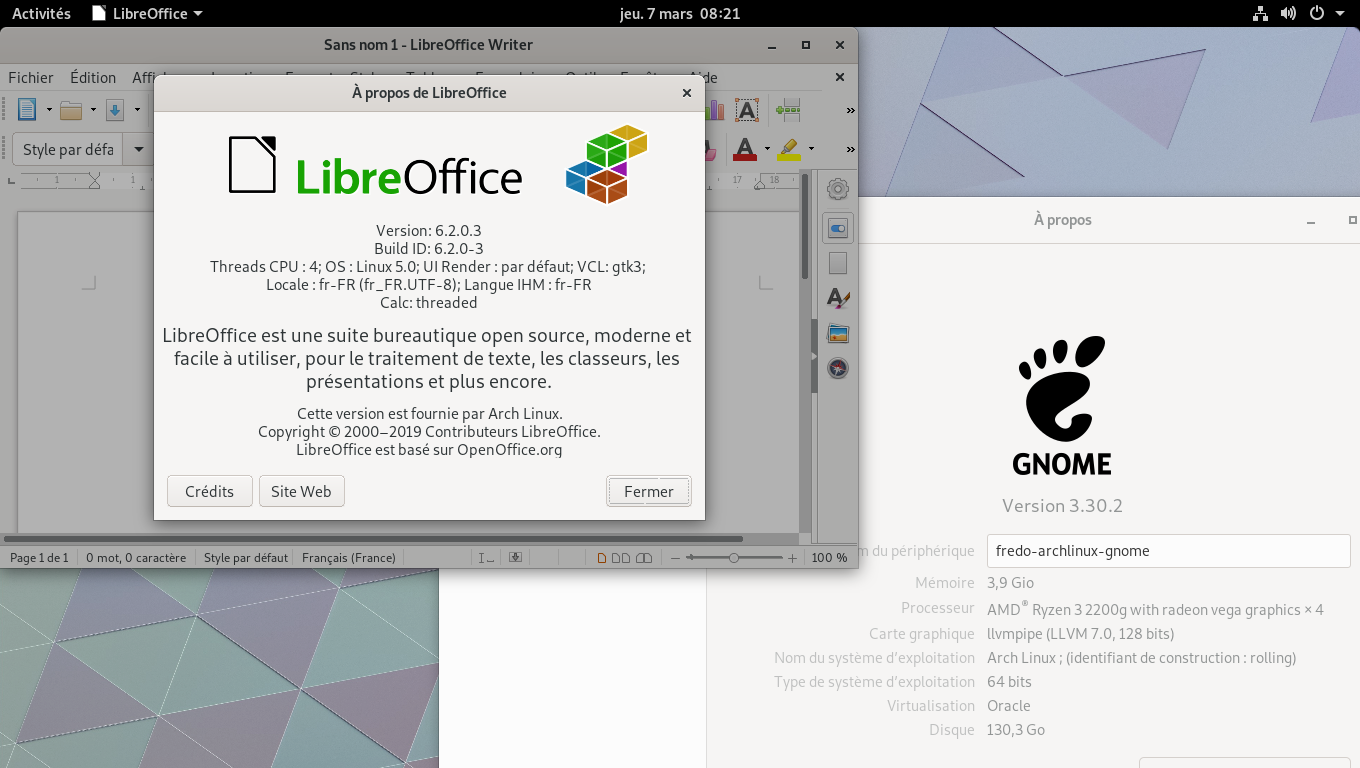 Activités LibreOffice jeu. 7 mars 08:21
Sans nom 1 - LibreOffice Writer
Fichier Édition
À propos de LibreOffice
Style par défa
1 1 17 18
LibreOffice
Version: 6.2.0.3
Build ID: 6.2.0-3
Threads CPU : 4; OS : Linux 5.0; UI Render : par défaut; VCL: gtk3;
Locale : fr-FR (fr_FR.UTF-8); Langue IHM : fr-FR
Calc: threaded
LibreOffice est une suite bureautique open source, moderne et
facile à utiliser, pour le traitement de texte, les classeurs, les
présentations et plus encore.
Cette version est fournie par Arch Linux.
Copyright © 2000–2019 Contributeurs LibreOffice.
LibreOffice est basé sur OpenOffice.org
Crédits Site Web Fermer
Page 1 de 1 0 mot, 0 caractère Style par défaut Français (France) 100 %
À propos
GNOME
Version 3.30.2
du périphérique fredo-archlinux-gnome
Mémoire 3,9 Gio
Processeur AMD® Ryzen 3 2200g with radeon vega graphics × 4
Carte graphique llvmpipe (LLVM 7.0, 128 bits)
Nom du système d’exploitation Arch Linux ; (identifiant de construction : rolling)
Type de système d’exploitation 64 bits
Virtualisation Oracle
Disque 130,3 Go